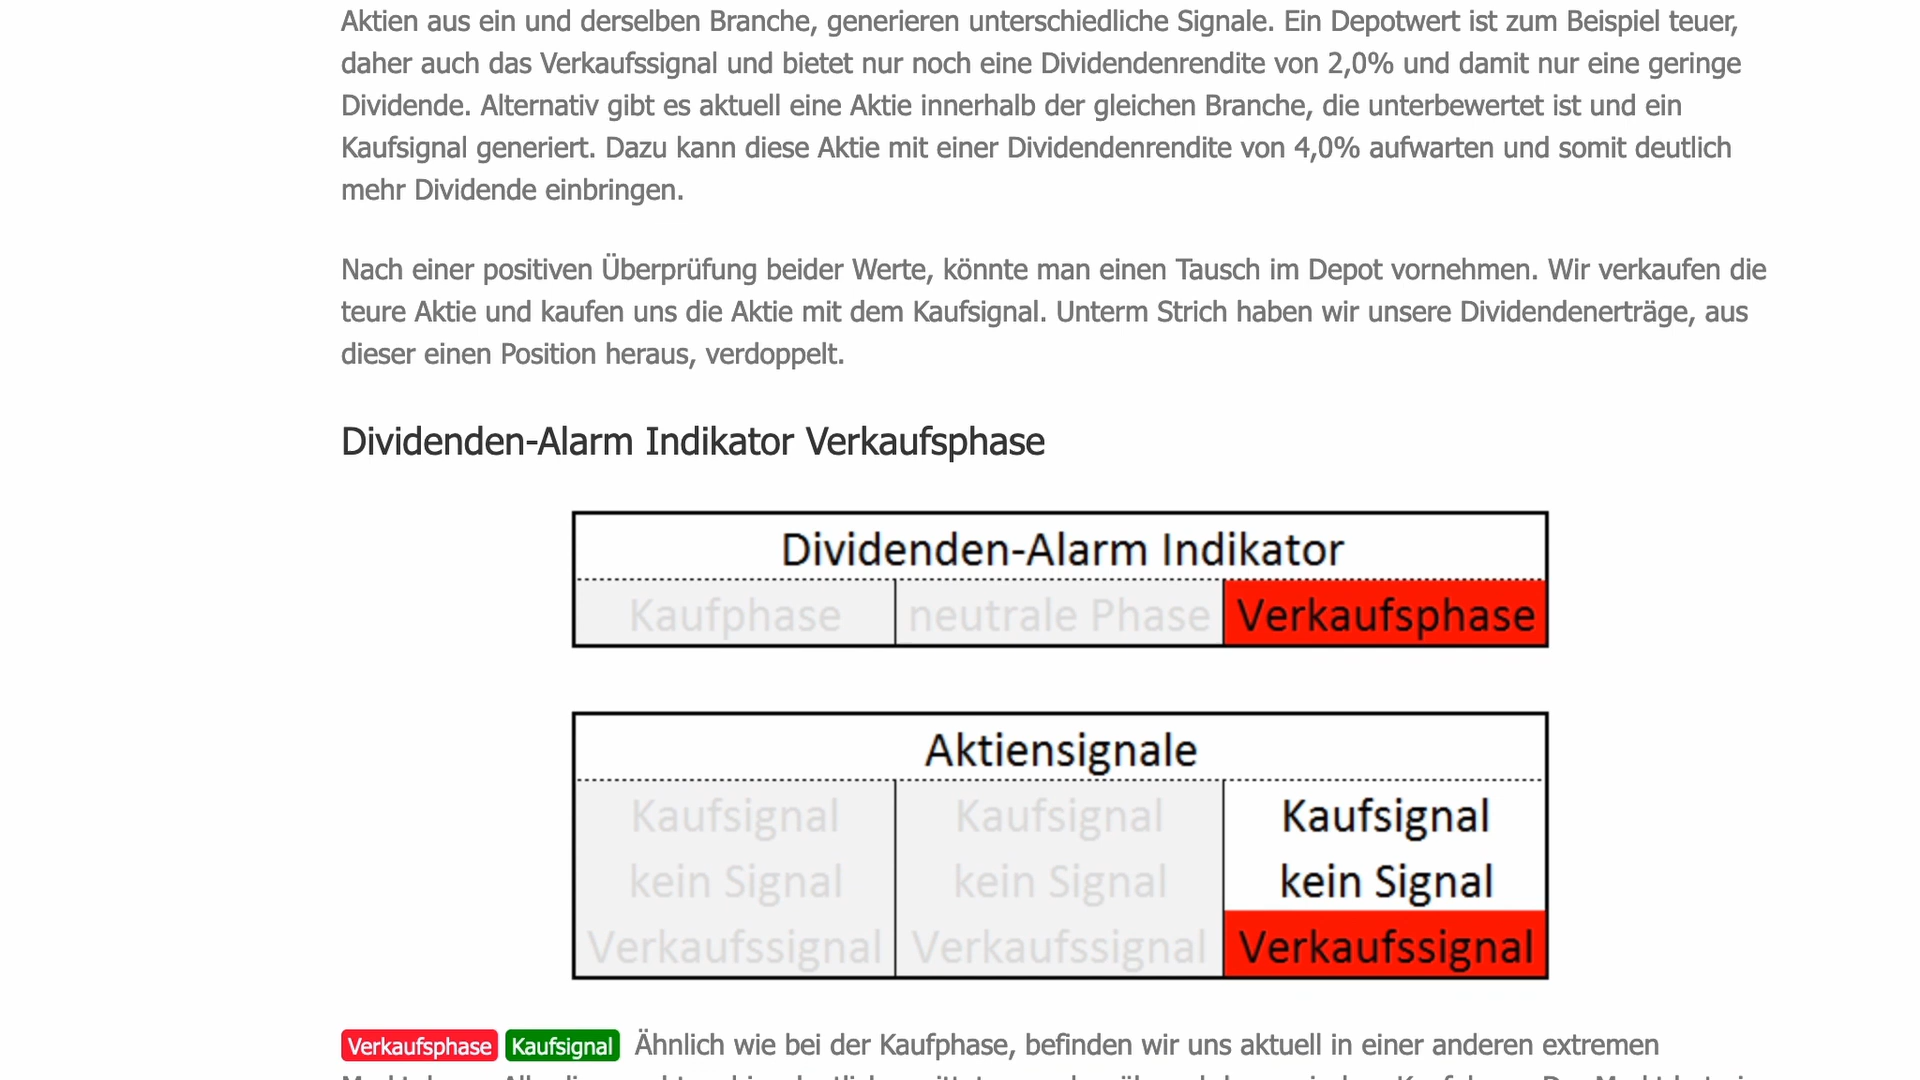 Aktien aus ein und derselben Branche, generieren unterschiedliche Signale. Ein Depotwert ist zum Beispiel teuer,
daher auch das Verkaufssignal und bietet nur noch eine Dividendenrendite von 2,0% und damit nur eine geringe
Dividende. Alternativ gibt es aktuell eine Aktie innerhalb der gleichen Branche, die unterbewertet ist und ein
Kaufsignal generiert. Dazu kann diese Aktie mit einer Dividendenrendite von 4,0% aufwarten und somit deutlich
mehr Dividende einbringen.
Nach einer positiven Überprüfung beider Werte, könnte man einen Tausch im Depot vornehmen. Wir verkaufen die
teure Aktie und kaufen uns die Aktie mit dem Kaufsignal. Unterm Strich haben wir unsere Dividendenerträge, aus
dieser einen Position heraus, verdoppelt.
Dividenden-Alarm Indikator Verkaufsphase
Dividenden-Alarm Indikator
Kaufphase neutrale Phase Verkaufsphase
Aktiensignale
Kaufsignal Kaufsignal Kaufsignal
kein Signal kein Signal kein Signal
Verkaufssignal Verkaufssignal Verkaufssignal
Verkaufsphase Kaufsignal Ähnlich wie bei der Kaufphase, befinden wir uns aktuell in einer anderen extremen